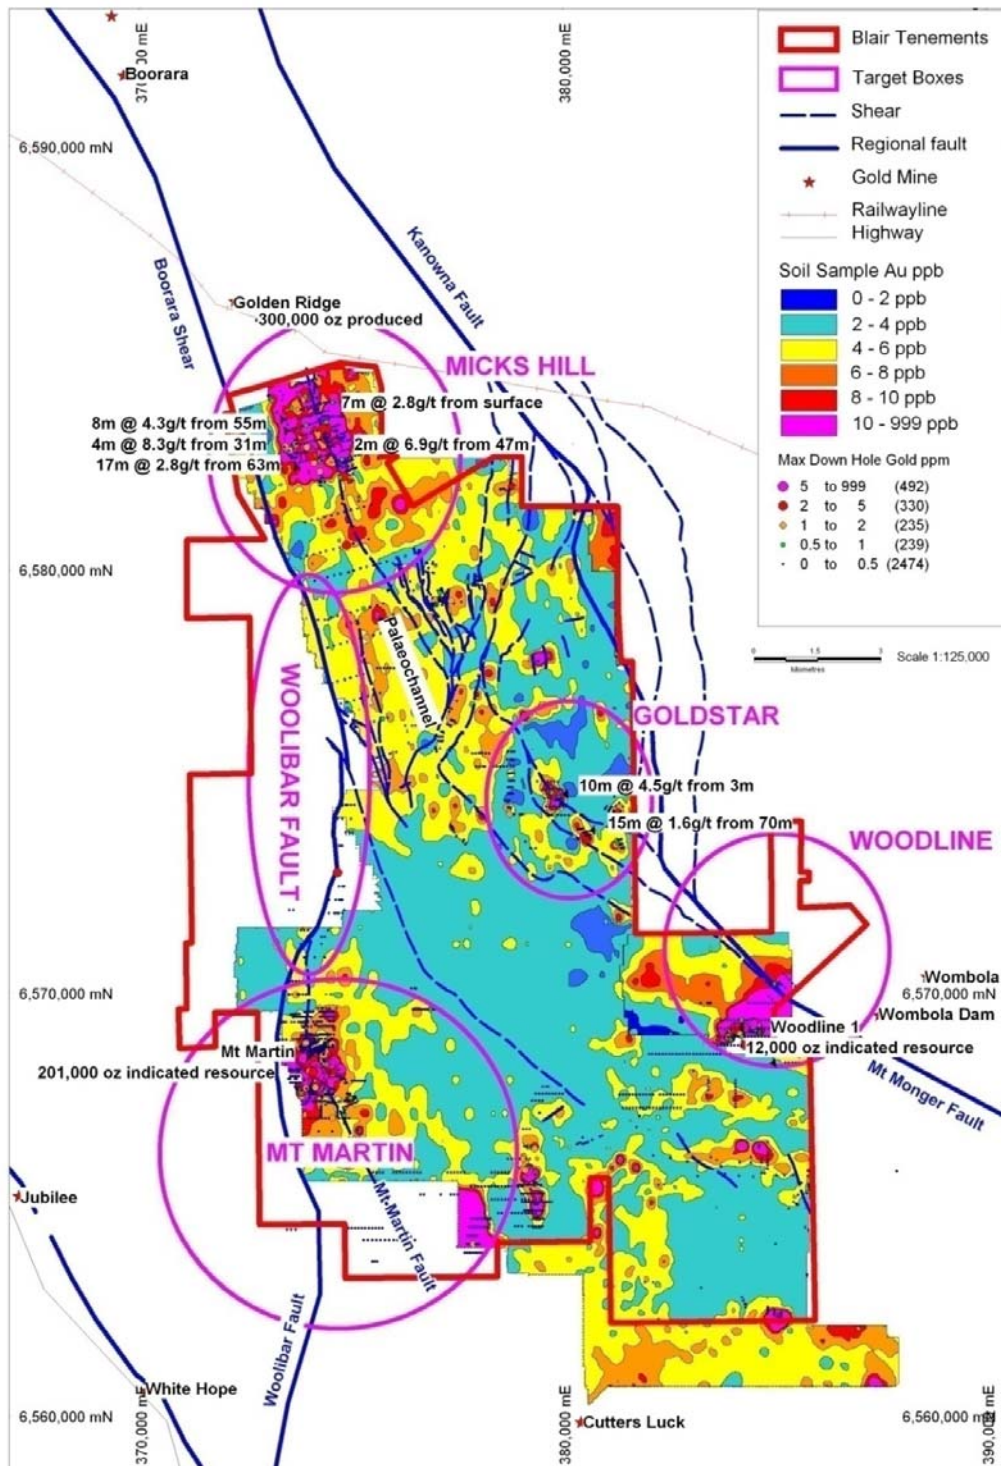 370,000 mE
380,000 mE
Boorara
6,590,000 mN
Kanowna Fault
Boorara Shear
Golden Ridge
300,000 oz produced
MICKS HILL
7m @ 2.8g/t from surface
8m @ 4.3g/t from 55m
4m @ 8.3g/t from 31m
2m @ 6.9g/t from 47m
17m @ 2.8g/t from 63m
6,580,000 mN
Palaeochannel
WOOLIBAR FAULT
GOLDSTAR
10m @ 4.5g/t from 3m
15m @ 1.6g/t from 70m
WOODLINE
Wombola
6,570,000 mN
6,570,000 mN
Wombola Dam
Woodline 1
12,000 oz indicated resource
Mt Martin
201,000 oz indicated resource
Mt Monger Fault
MT MARTIN
Mt Martin Fault
Jubilee
Woolibar Fault
White Hope
6,560,000 mN
Cutters Luck
6,560,000 mN
370,000 mE
380,000 mE
390,000 mE
Blair Tenements
Target Boxes
Shear
Regional fault
Gold Mine
Railwayline
Highway
Soil Sample Au ppb
0 - 2 ppb
2 - 4 ppb
4 - 6 ppb
6 - 8 ppb
8 - 10 ppb
10 - 999 ppb
Max Down Hole Gold ppm
5 to 999 (492)
2 to 5 (330)
1 to 2 (235)
0.5 to 1 (239)
0 to 0.5 (2474)
0 1.5 3
Kilometres
Scale 1:125,000